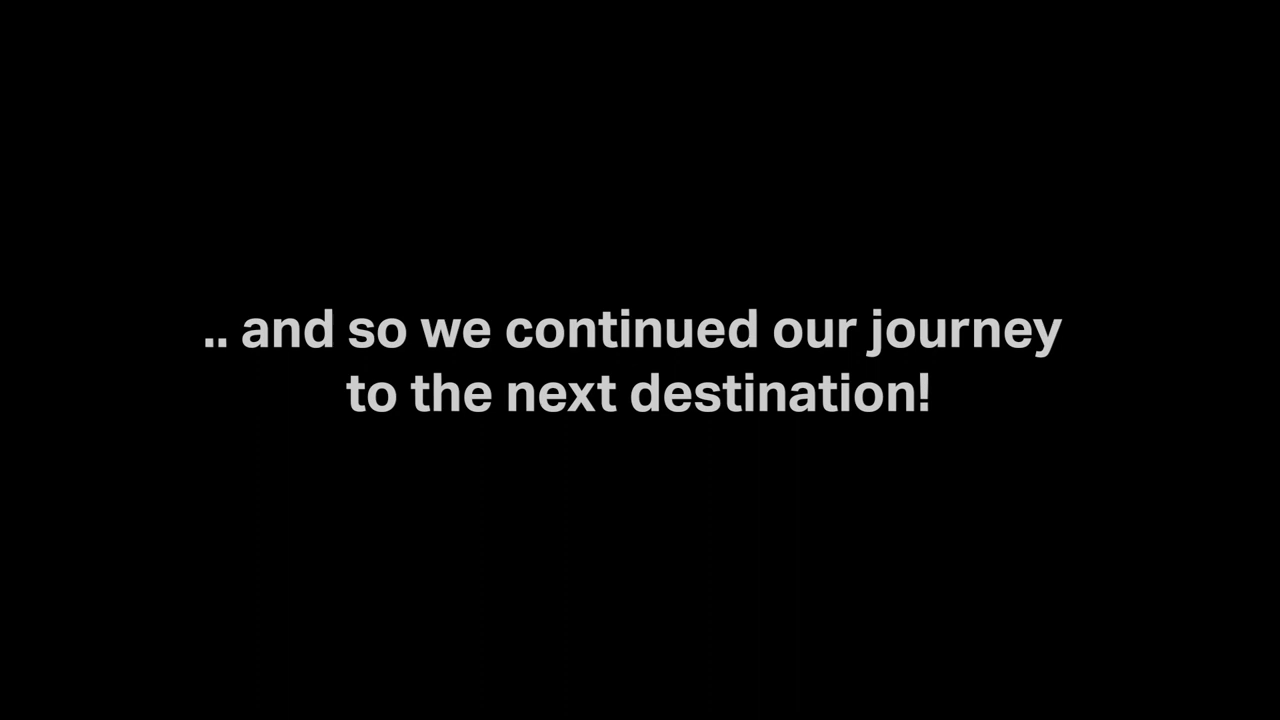 .. and so we continued our journey
to the next destination!